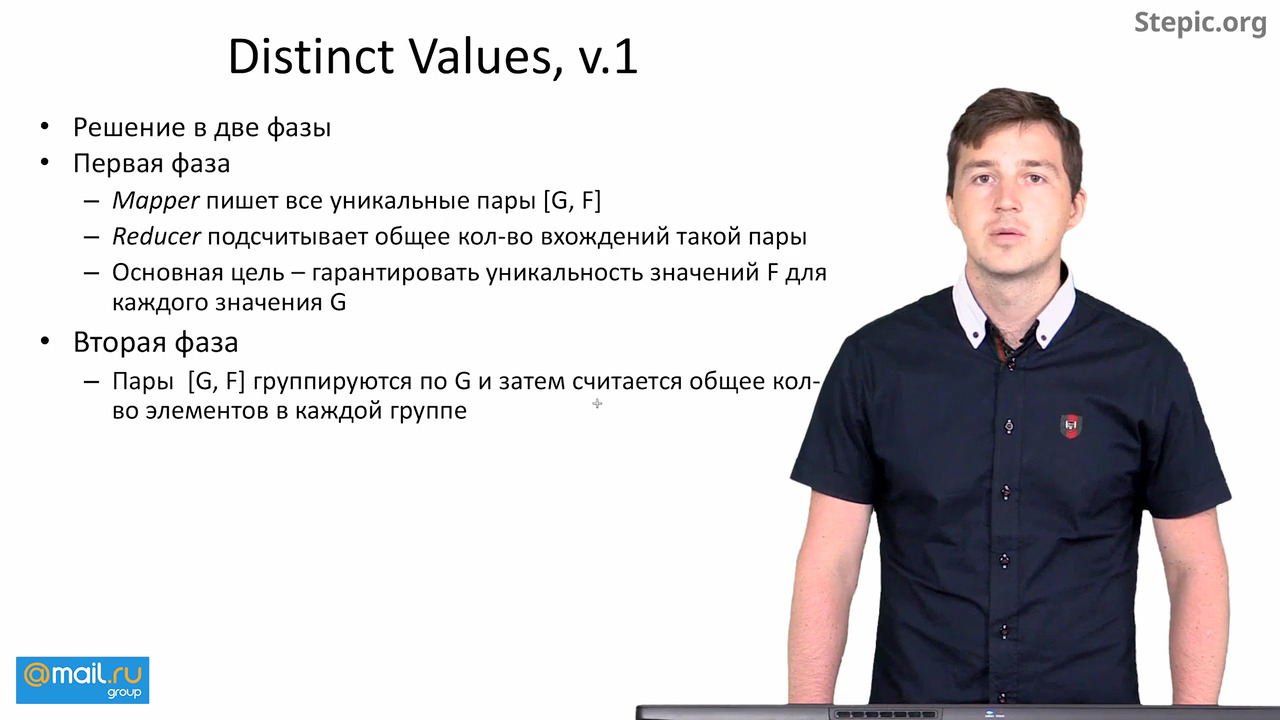 Stepic.org
Distinct Values, v.1
• Решение в две фазы
• Первая фаза
– Mapper пишет все уникальные пары [G, F]
– Reducer подсчитывает общее кол-во вхождений такой пары
– Основная цель – гарантировать уникальность значений F для
каждого значения G
• Вторая фаза
– Пары [G, F] группируются по G и затем считается общее кол-
во элементов в каждой группе
@mail.ru
group